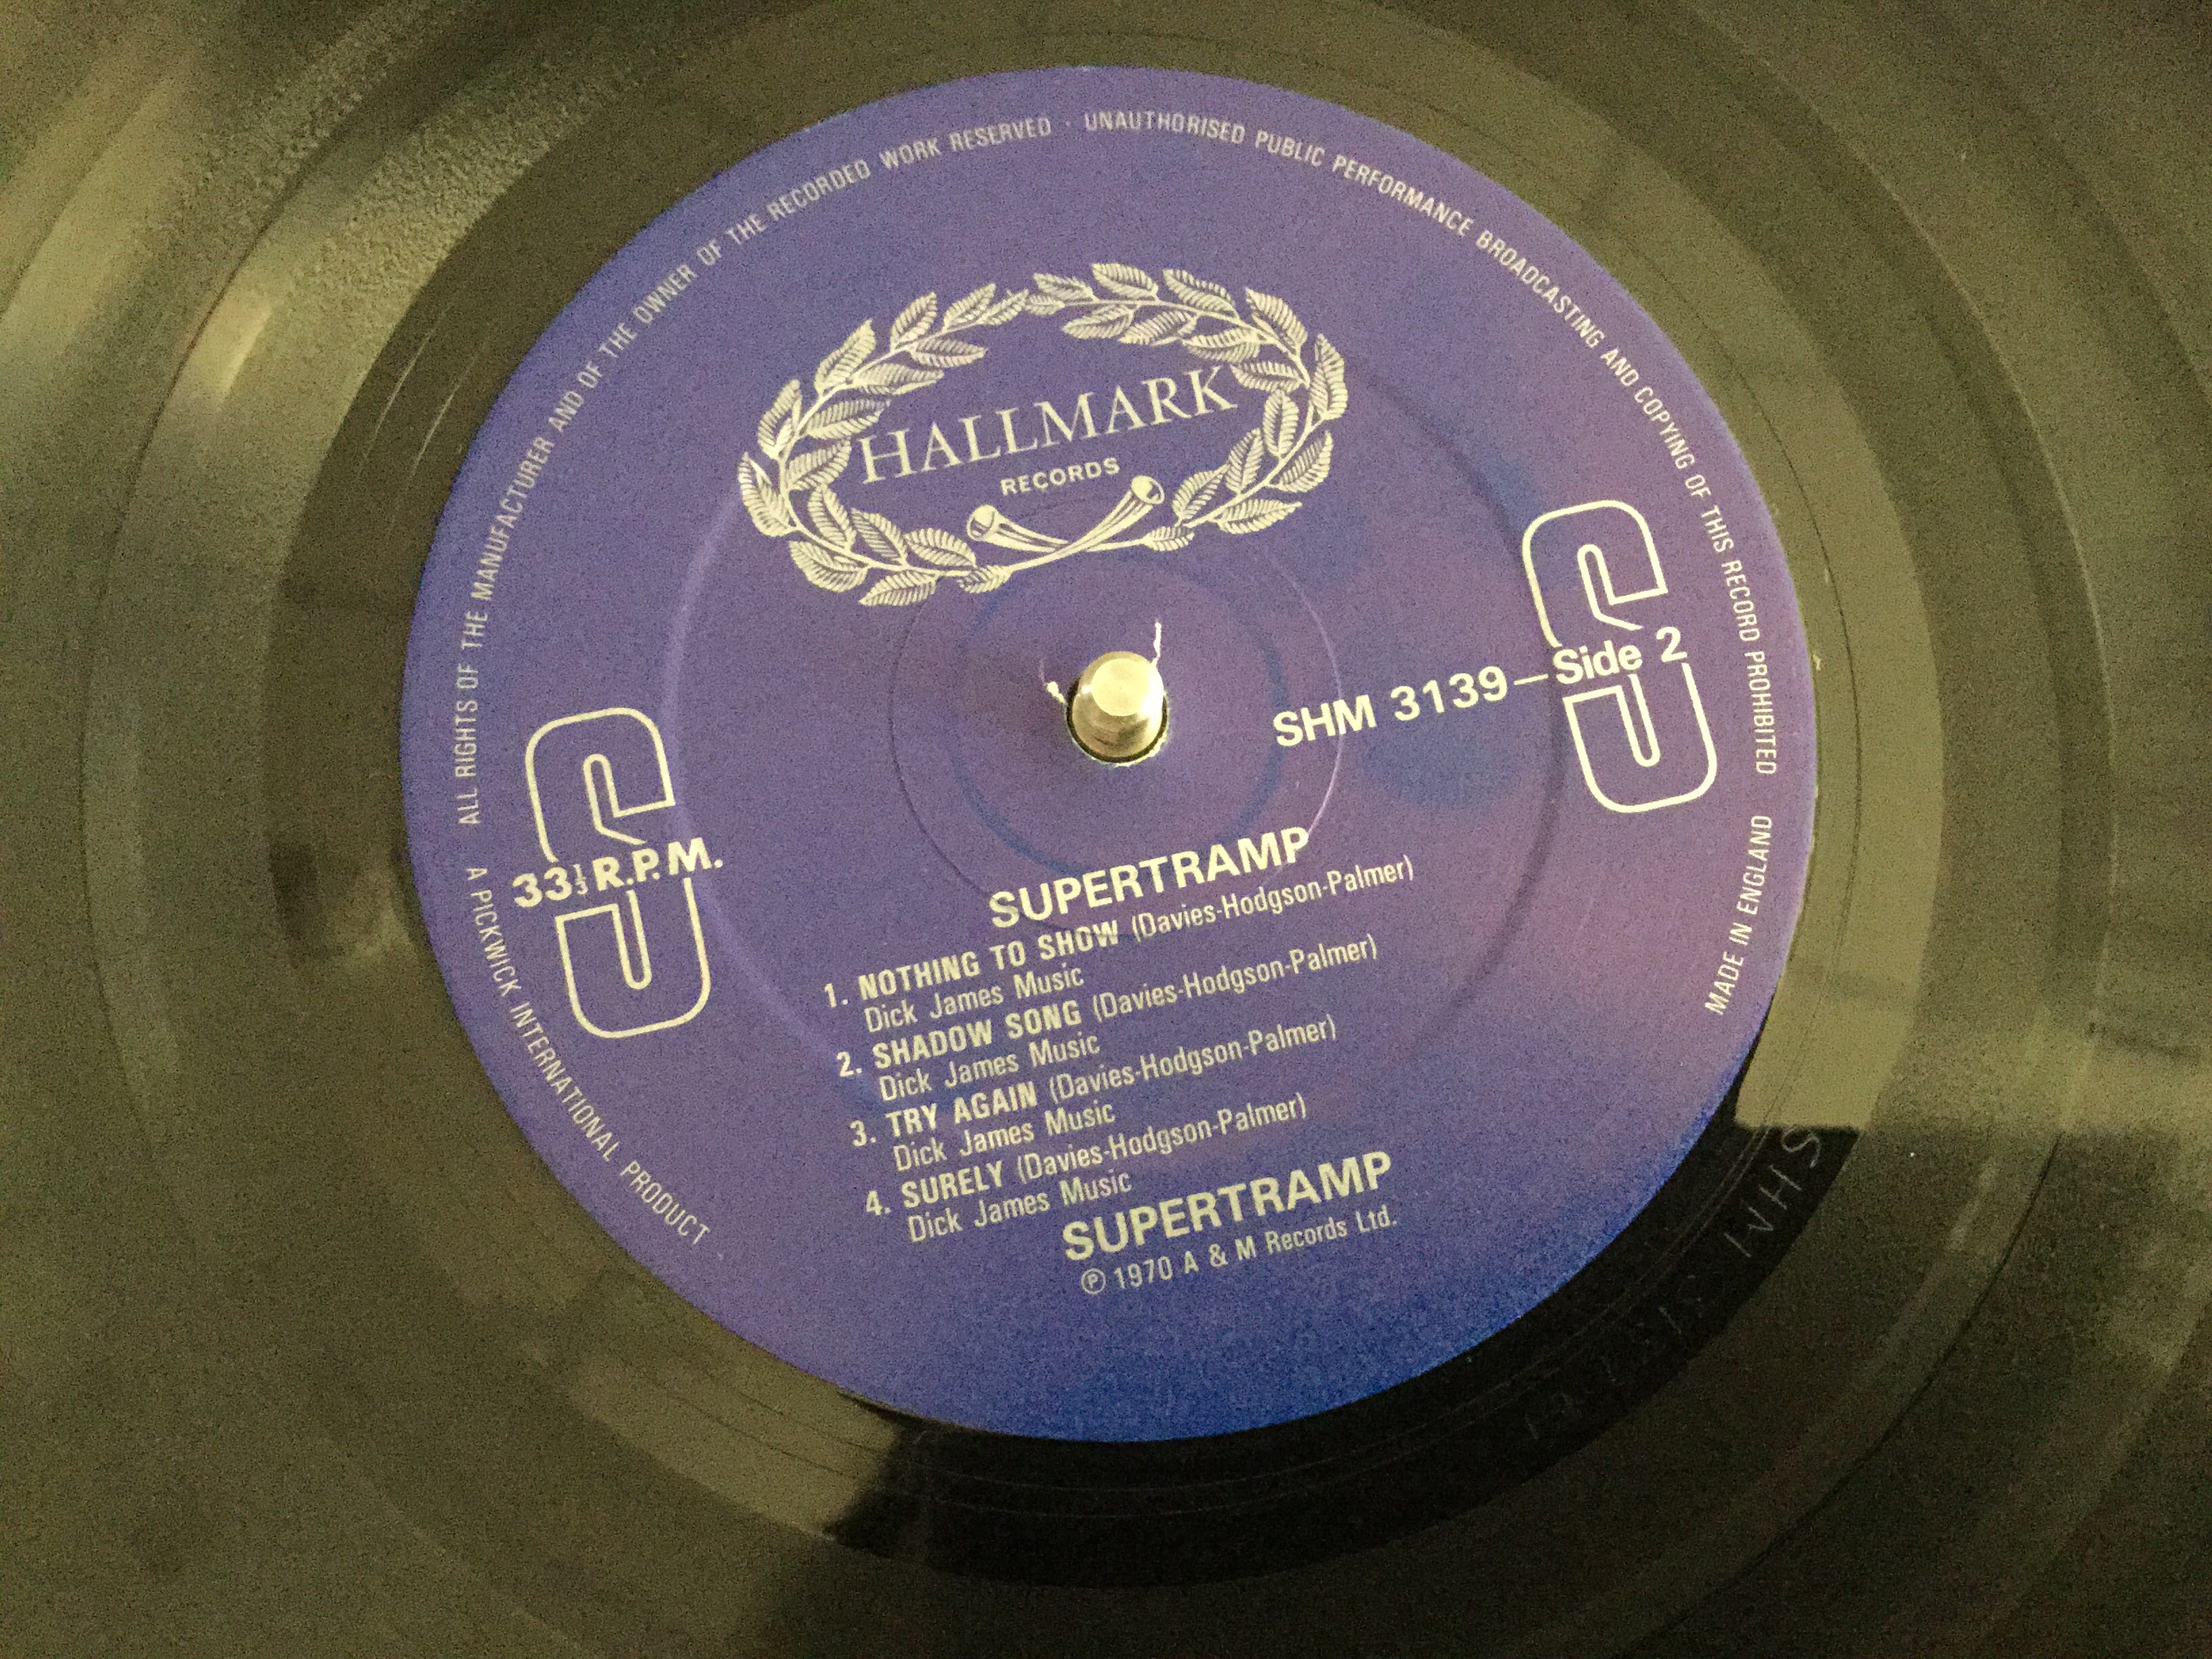 ALL RIGHTS OF THE MANUFACTURER AND OF THE OWNER OF THE RECORDED WORK RESERVED · UNAUTHORISED PUBLIC PERFORMANCE BROADCASTING AND COPYING OF THIS RECORD PROHIBITED
HALLMARK
RECORDS
SHM 3139–Side 2
33⅓ R.P.M.
SUPERTRAMP
1. NOTHING TO SHOW (Davies-Hodgson-Palmer)
Dick James Music
2. SHADOW SONG (Davies-Hodgson-Palmer)
Dick James Music
3. TRY AGAIN (Davies-Hodgson-Palmer)
Dick James Music
4. SURELY (Davies-Hodgson-Palmer)
Dick James Music
SUPERTRAMP
℗ 1970 A & M Records Ltd.
A PICKWICK INTERNATIONAL PRODUCT
MADE IN ENGLAND